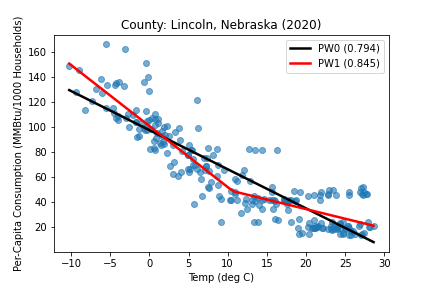 County: Lincoln, Nebraska (2020)
PW0 (0.794)
PW1 (0.845)
Per-Capita Consumption (MMBtu/1000 Households)
160
140
120
100
80
60
40
20
−10 −5 0 5 10 15 20 25 30
Temp (deg C)